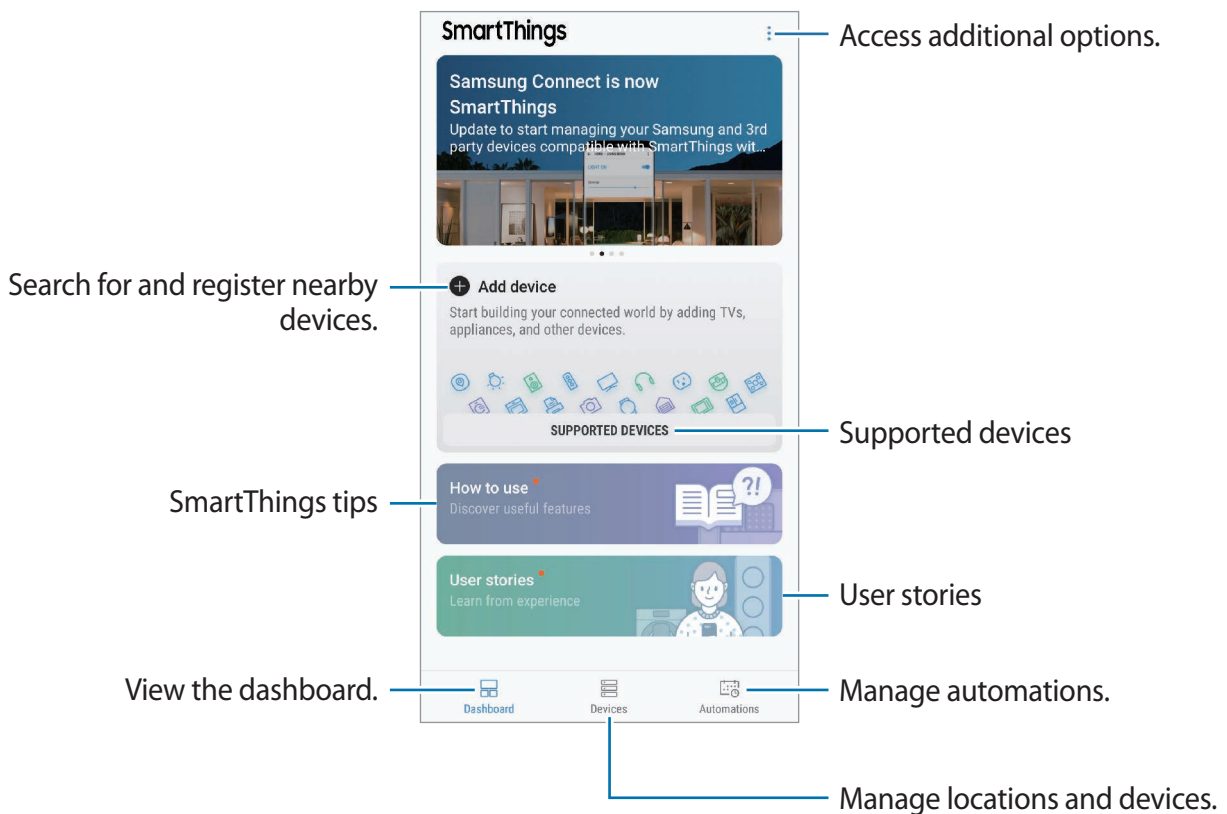 SmartThings
Access additional options.
Samsung Connect is now
SmartThings
Update to start managing your Samsung and 3rd
party devices compatible with SmartThings wit...
LIGHT ON
Search for and register nearby
devices.
Add device
Start building your connected world by adding TVs,
appliances, and other devices.
SUPPORTED DEVICES
Supported devices
SmartThings tips
How to use
Discover useful features
?!
User stories
Learn from experience
User stories
View the dashboard.
Dashboard
Devices
Automations
Manage automations.
Manage locations and devices.